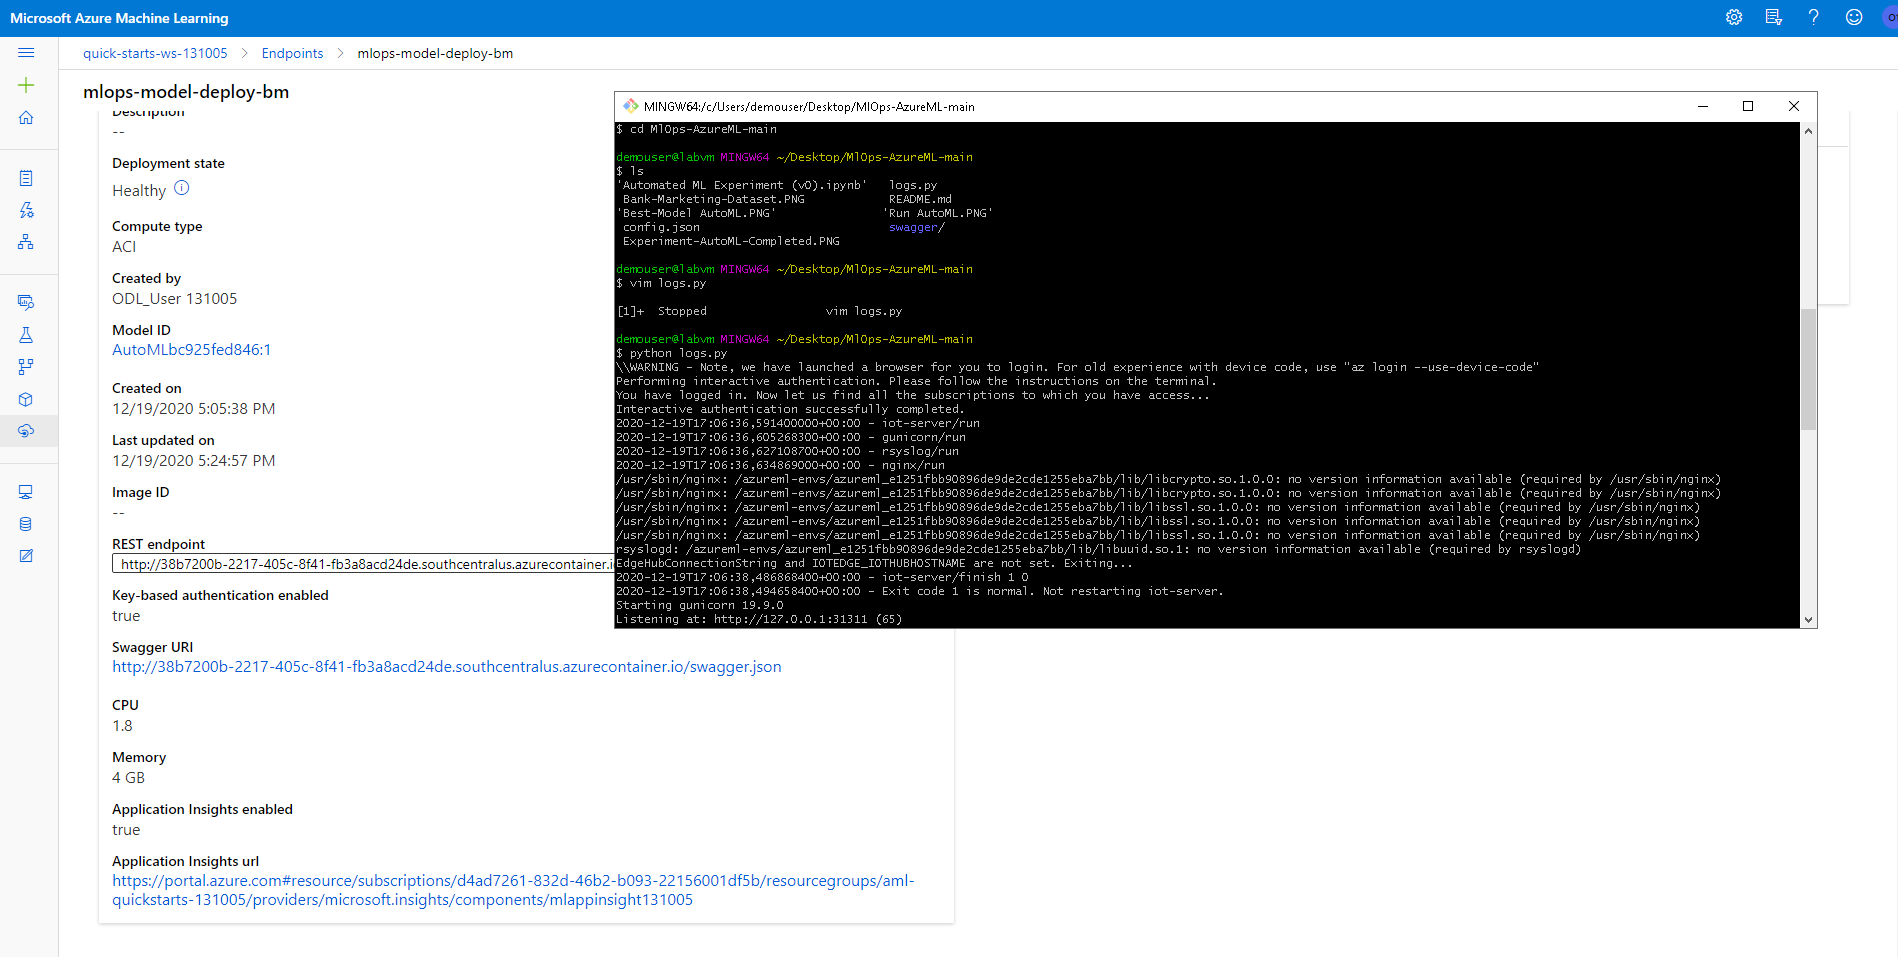 Microsoft Azure Machine Learning
quick-starts-ws-131005 > Endpoints > mlops-model-deploy-bm
mlops-model-deploy-bm
Description
--
Deployment state
Healthy
Compute type
ACI
Created by
ODL_User 131005
Model ID
AutoMLbc925fed846:1
Created on
12/19/2020 5:05:38 PM
Last updated on
12/19/2020 5:24:57 PM
Image ID
--
REST endpoint
http://38b7200b-2217-405c-8f41-fb3a8acd24de.southcentralus.azurecontainer.i
Key-based authentication enabled
true
Swagger URI
http://38b7200b-2217-405c-8f41-fb3a8acd24de.southcentralus.azurecontainer.io/swagger.json
CPU
1.8
Memory
4 GB
Application Insights enabled
true
Application Insights url
https://portal.azure.com#resource/subscriptions/d4ad7261-832d-46b2-b093-22156001df5b/resourcegroups/aml-
quickstarts-131005/providers/microsoft.insights/components/mlappinsight131005
MINGW64:/c/Users/demouser/Desktop/MlOps-AzureML-main
$ cd MlOps-AzureML-main
demouser@labvm MINGW64 ~/Desktop/MlOps-AzureML-main
$ ls
'Automated ML Experiment (v0).ipynb'   logs.py
Bank-Marketing-Dataset.PNG   README.md
'Best-Model AutoML.PNG'   'Run AutoML.PNG'
config.json   swagger/
Experiment-AutoML-Completed.PNG
demouser@labvm MINGW64 ~/Desktop/MlOps-AzureML-main
$ vim logs.py
[1]+  Stopped   vim logs.py
demouser@labvm MINGW64 ~/Desktop/MlOps-AzureML-main
$ python logs.py
\\WARNING - Note, we have launched a browser for you to login. For old experience with device code, use "az login --use-device-code"
Performing interactive authentication. Please follow the instructions on the terminal.
You have logged in. Now let us find all the subscriptions to which you have access...
Interactive authentication successfully completed.
2020-12-19T17:06:36,591400000+00:00 - iot-server/run
2020-12-19T17:06:36,605268300+00:00 - gunicorn/run
2020-12-19T17:06:36,627108700+00:00 - rsyslog/run
2020-12-19T17:06:36,634869000+00:00 - nginx/run
/usr/sbin/nginx: /azureml-envs/azureml_e1251fbb90896de9de2cde1255eba7bb/lib/libcrypto.so.1.0.0: no version information available (required by /usr/sbin/nginx)
/usr/sbin/nginx: /azureml-envs/azureml_e1251fbb90896de9de2cde1255eba7bb/lib/libcrypto.so.1.0.0: no version information available (required by /usr/sbin/nginx)
/usr/sbin/nginx: /azureml-envs/azureml_e1251fbb90896de9de2cde1255eba7bb/lib/libssl.so.1.0.0: no version information available (required by /usr/sbin/nginx)
/usr/sbin/nginx: /azureml-envs/azureml_e1251fbb90896de9de2cde1255eba7bb/lib/libssl.so.1.0.0: no version information available (required by /usr/sbin/nginx)
/usr/sbin/nginx: /azureml-envs/azureml_e1251fbb90896de9de2cde1255eba7bb/lib/libssl.so.1.0.0: no version information available (required by /usr/sbin/nginx)
rsyslogd: /azureml-envs/azureml_e1251fbb90896de9de2cde1255eba7bb/lib/libuuid.so.1: no version information available (required by rsyslogd)
EdgeHubConnectionString and IOTEDGE_IOTHUBHOSTNAME are not set. Exiting...
2020-12-19T17:06:38,486868400+00:00 - iot-server/finish 1 0
2020-12-19T17:06:38,494658400+00:00 - Exit code 1 is normal. Not restarting iot-server.
Starting gunicorn 19.9.0
Listening at: http://127.0.0.1:31311 (65)